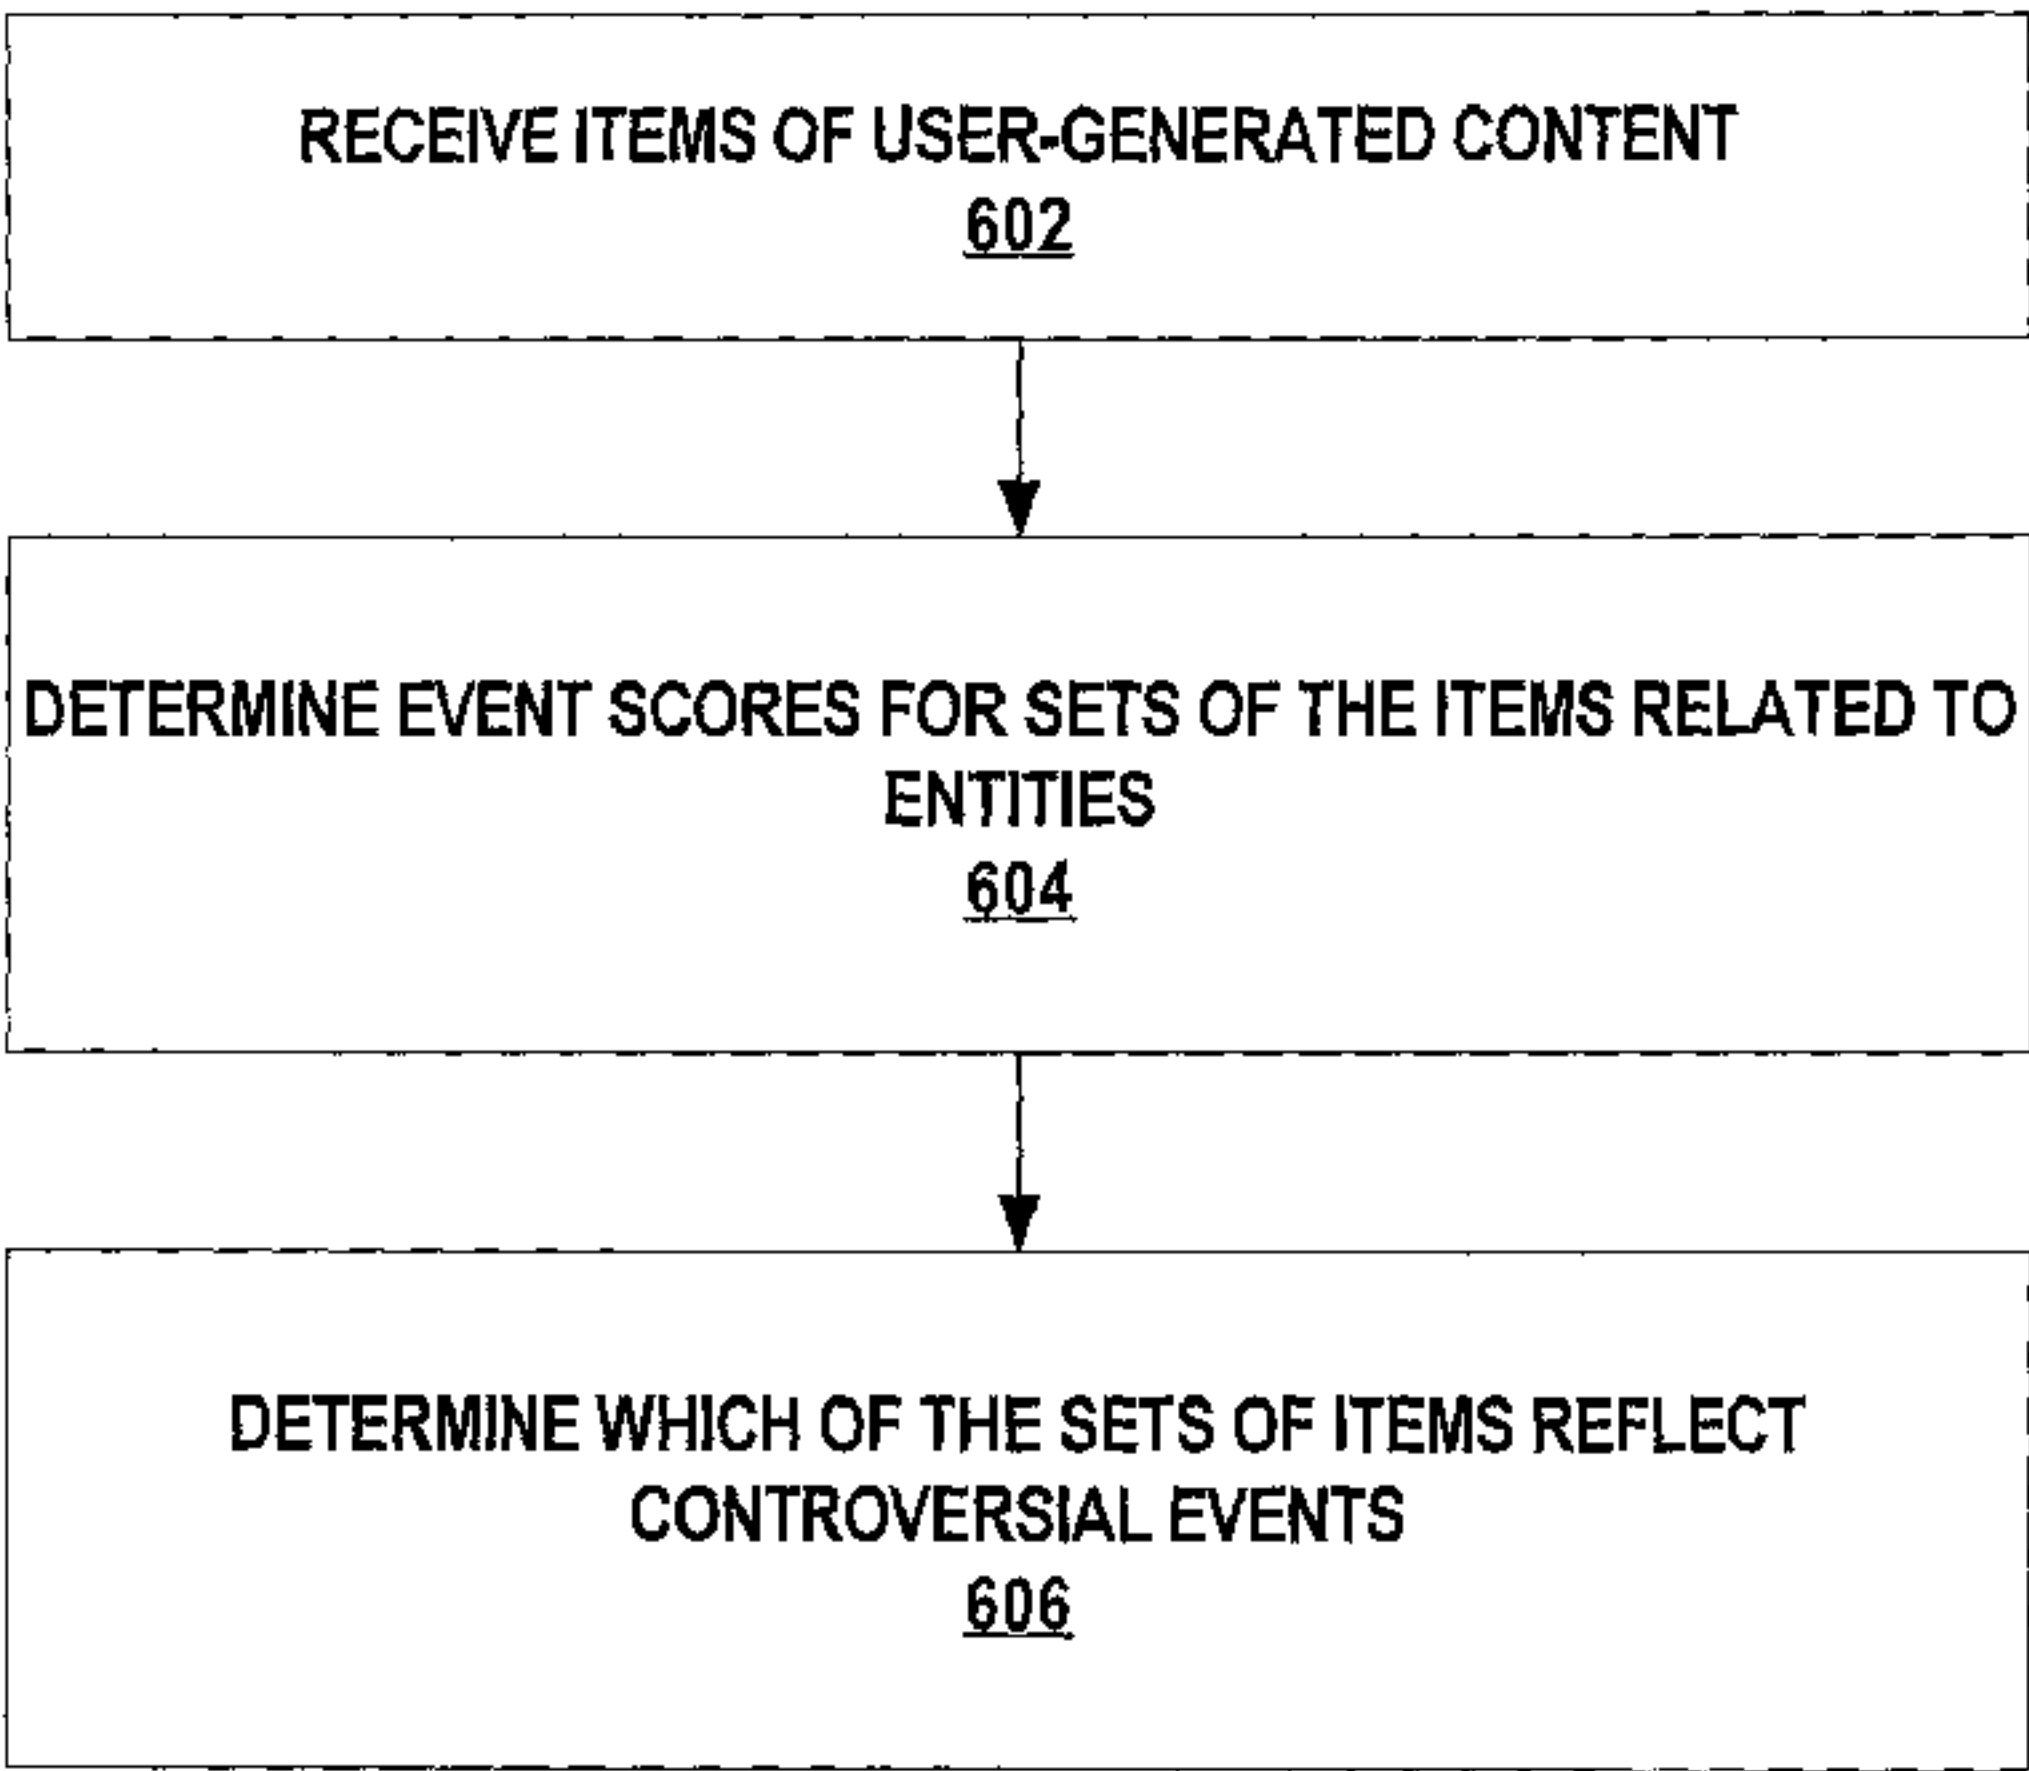 RECEIVE ITEMS OF USER-GENERATED CONTENT
602
DETERMINE EVENT SCORES FOR SETS OF THE ITEMS RELATED TO
ENTITIES
604
DETERMINE WHICH OF THE SETS OF ITEMS REFLECT
CONTROVERSIAL EVENTS
606